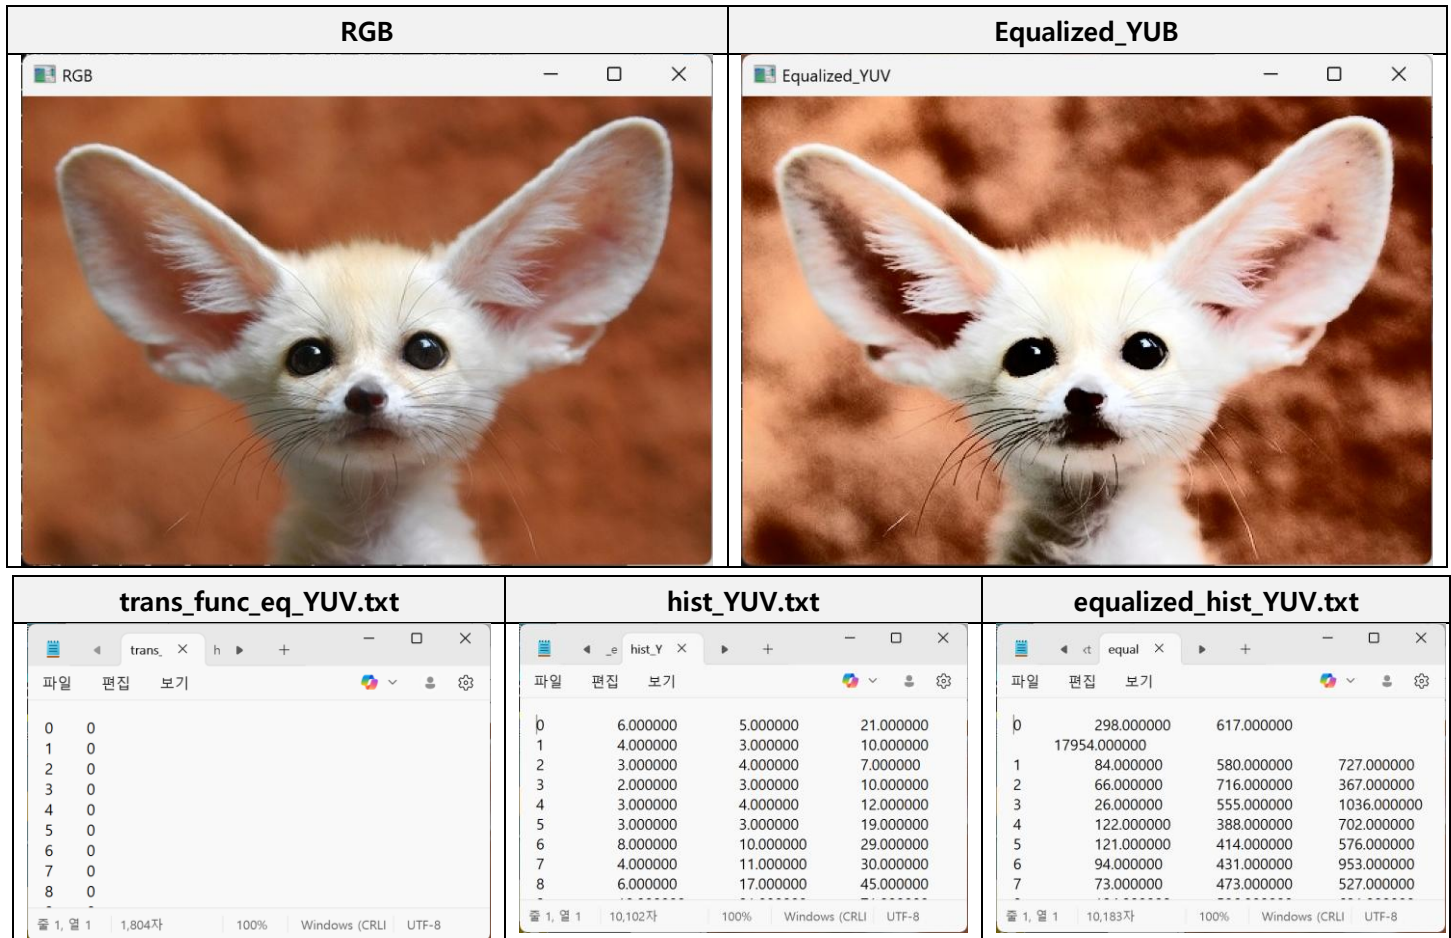 RGB
Equalized_YUB
RGB
Equalized_YUV
trans_func_eq_YUV.txt
hist_YUV.txt
equalized_hist_YUV.txt
trans_ h
_e hist_Y
equal
파일 편집 보기
파일 편집 보기
파일 편집 보기
0 0
1 0
2 0
3 0
4 0
5 0
6 0
7 0
8 0
줄 1, 열 1 1,804자 100% Windows (CRLI UTF-8
0 6.000000 5.000000 21.000000
1 4.000000 3.000000 10.000000
2 3.000000 4.000000 7.000000
3 2.000000 3.000000 10.000000
4 3.000000 4.000000 12.000000
5 3.000000 3.000000 19.000000
6 8.000000 10.000000 29.000000
7 4.000000 11.000000 30.000000
8 6.000000 17.000000 45.000000
줄 1, 열 1 10,102자 100% Windows (CRLI UTF-8
0 298.000000 617.000000
17954.000000
1 84.000000 580.000000 727.000000
2 66.000000 716.000000 367.000000
3 26.000000 555.000000 1036.000000
4 122.000000 388.000000 702.000000
5 121.000000 414.000000 576.000000
6 94.000000 431.000000 953.000000
7 73.000000 473.000000 527.000000
줄 1, 열 1 10,183자 100% Windows (CRLI UTF-8